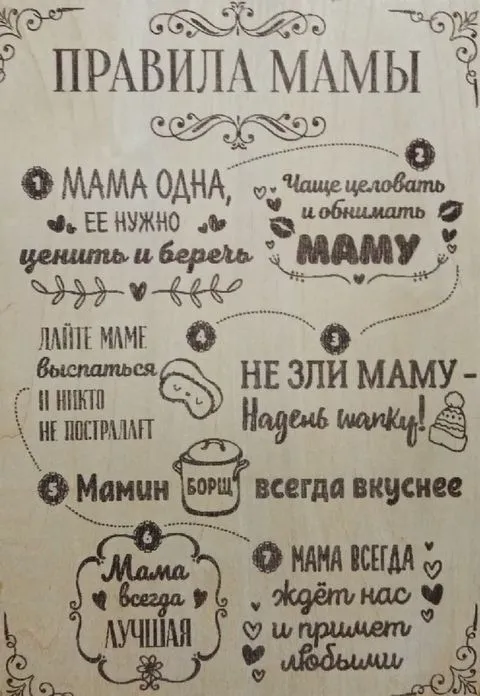 ПРАВИЛА МАМЫ
1 МАМА ОДНА,
ЕЕ НУЖНО
ценить и беречь
2
Чаще целовать
и обнимать
МАМУ
3
НЕ ЗЛИ МАМУ -
Надень шапку!
4
ДАЙТЕ МАМЕ
выспаться
И НИКТО
НЕ ПОСТРАДАЕТ
5 Мамин БОРЩ всегда вкуснее
6
Мама
всегда
ЛУЧШАЯ
7 МАМА ВСЕГДА
ждёт нас
и примет
любыми